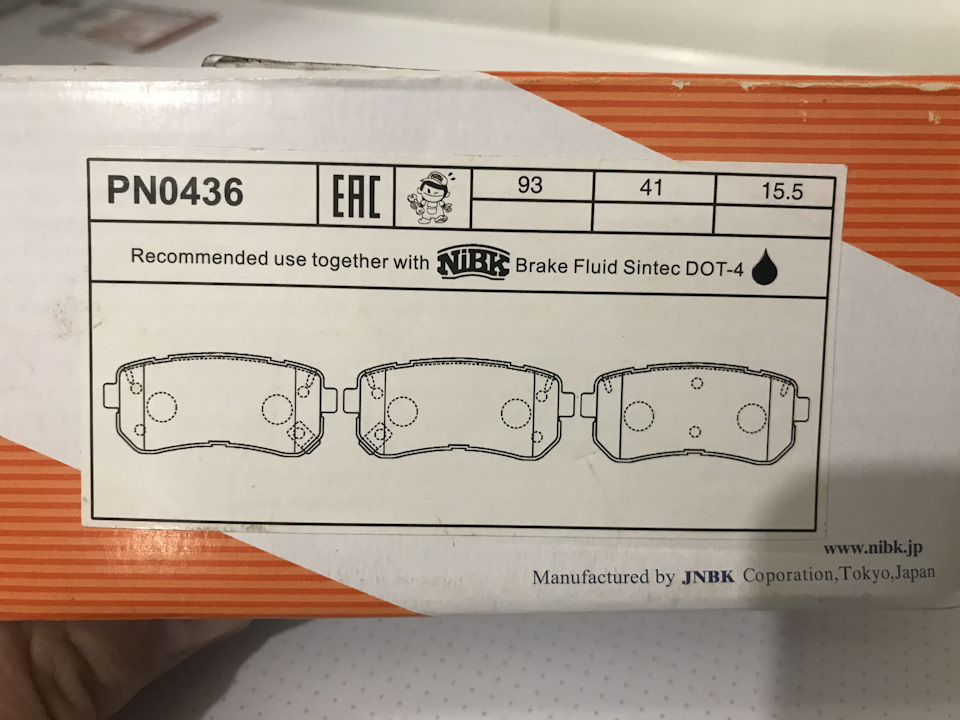 PN0436 EAC 93 41 15.5
Recommended use together with NiBK Brake Fluid Sintec DOT-4
www.nibk.jp
Manufactured by JNBK Coporation,Tokyo,Japan